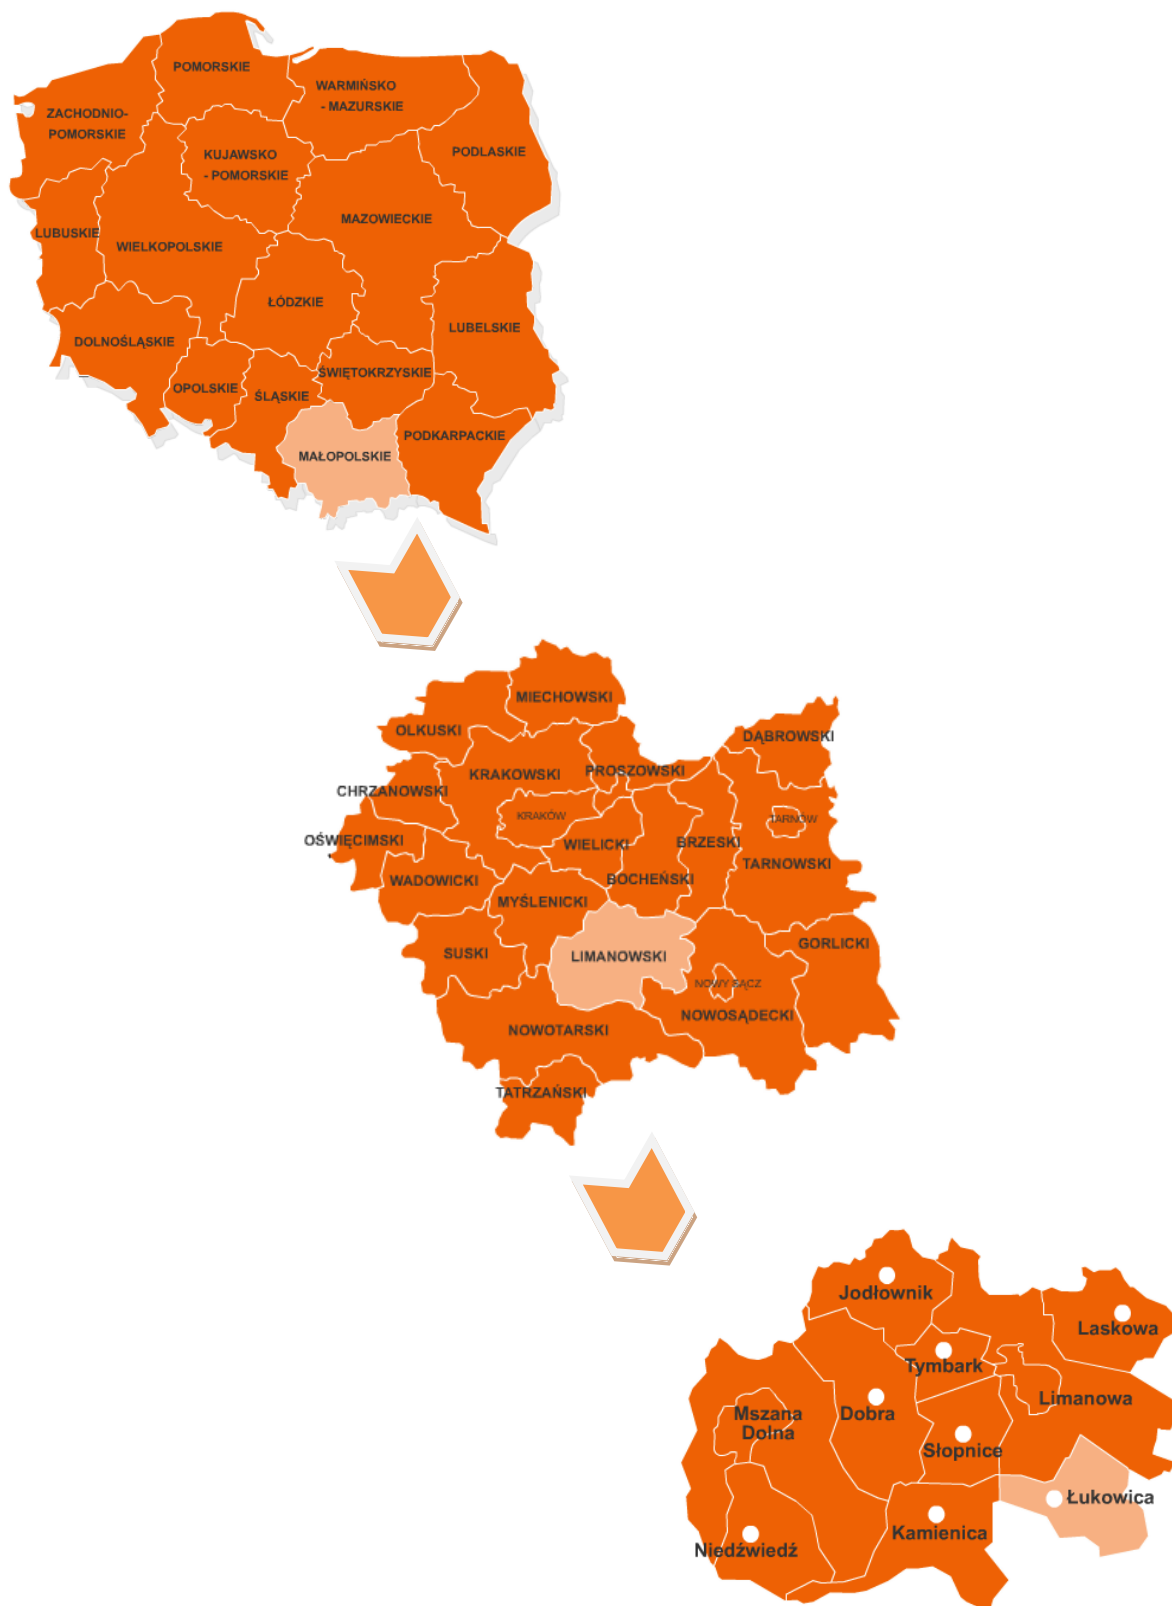 POMORSKIE
WARMIŃSKO
- MAZURSKIE
ZACHODNIO-
POMORSKIE
KUJAWSKO
- POMORSKIE
PODLASKIE
MAZOWIECKIE
LUBUSKIE
WIELKOPOLSKIE
ŁÓDZKIE
LUBELSKIE
DOLNOŚLĄSKIE
ŚWIĘTOKRZYSKIE
OPOLSKIE
ŚLĄSKIE
PODKARPACKIE
MAŁOPOLSKIE
MIECHOWSKI
OLKUSKI
DĄBROWSKI
KRAKOWSKI
PROSZOWSKI
CHRZANOWSKI
KRAKÓW
TARNÓW
OŚWIĘCIMSKI
WIELICKI
BRZESKI
TARNOWSKI
WADOWICKI
BOCHEŃSKI
MYŚLENICKI
GORLICKI
SUSKI
LIMANOWSKI
NOWY SĄCZ
NOWOSĄDECKI
NOWOTARSKI
TATRZAŃSKI
Jodłownik
Laskowa
Tymbark
Limanowa
Mszana
Dolna
Dobra
Słopnice
Łukowica
Kamienica
Niedźwiedź